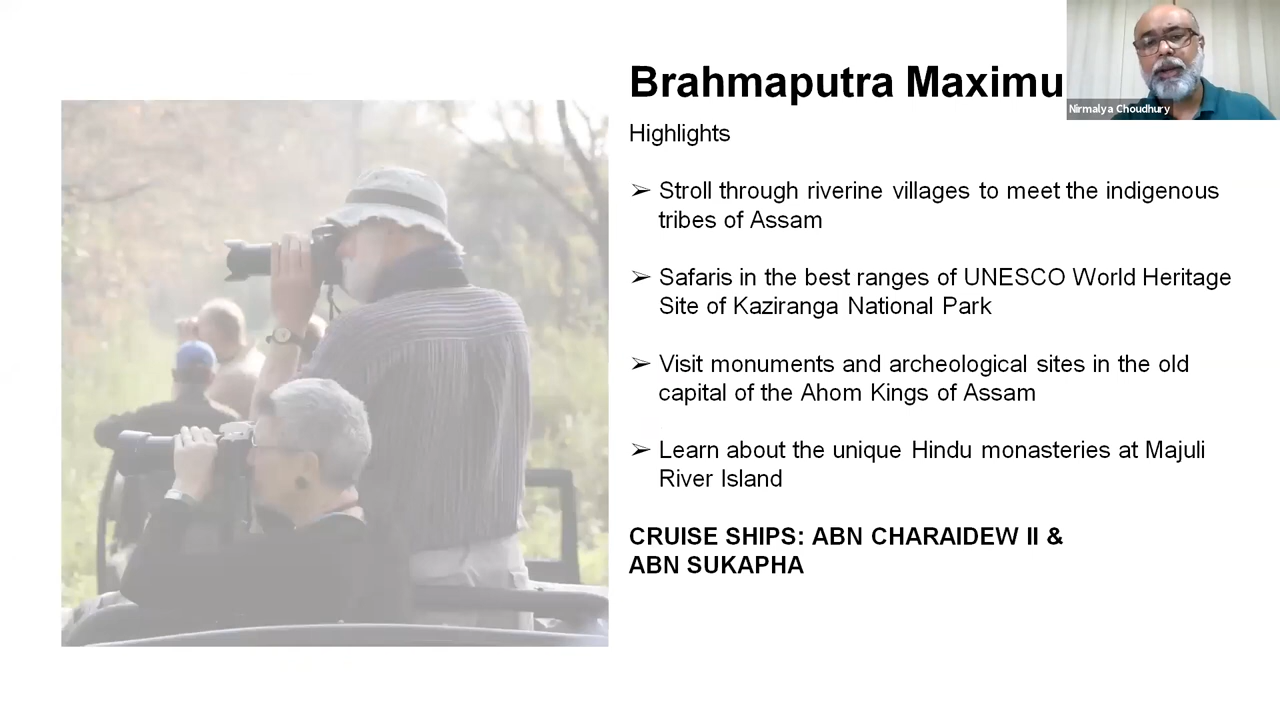 Brahmaputra Maximu
Nirmalya Choudhury
Highlights
➢ Stroll through riverine villages to meet the indigenous
tribes of Assam
➢ Safaris in the best ranges of UNESCO World Heritage
Site of Kaziranga National Park
➢ Visit monuments and archeological sites in the old
capital of the Ahom Kings of Assam
➢ Learn about the unique Hindu monasteries at Majuli
River Island
CRUISE SHIPS: ABN CHARAIDEW II &
ABN SUKAPHA